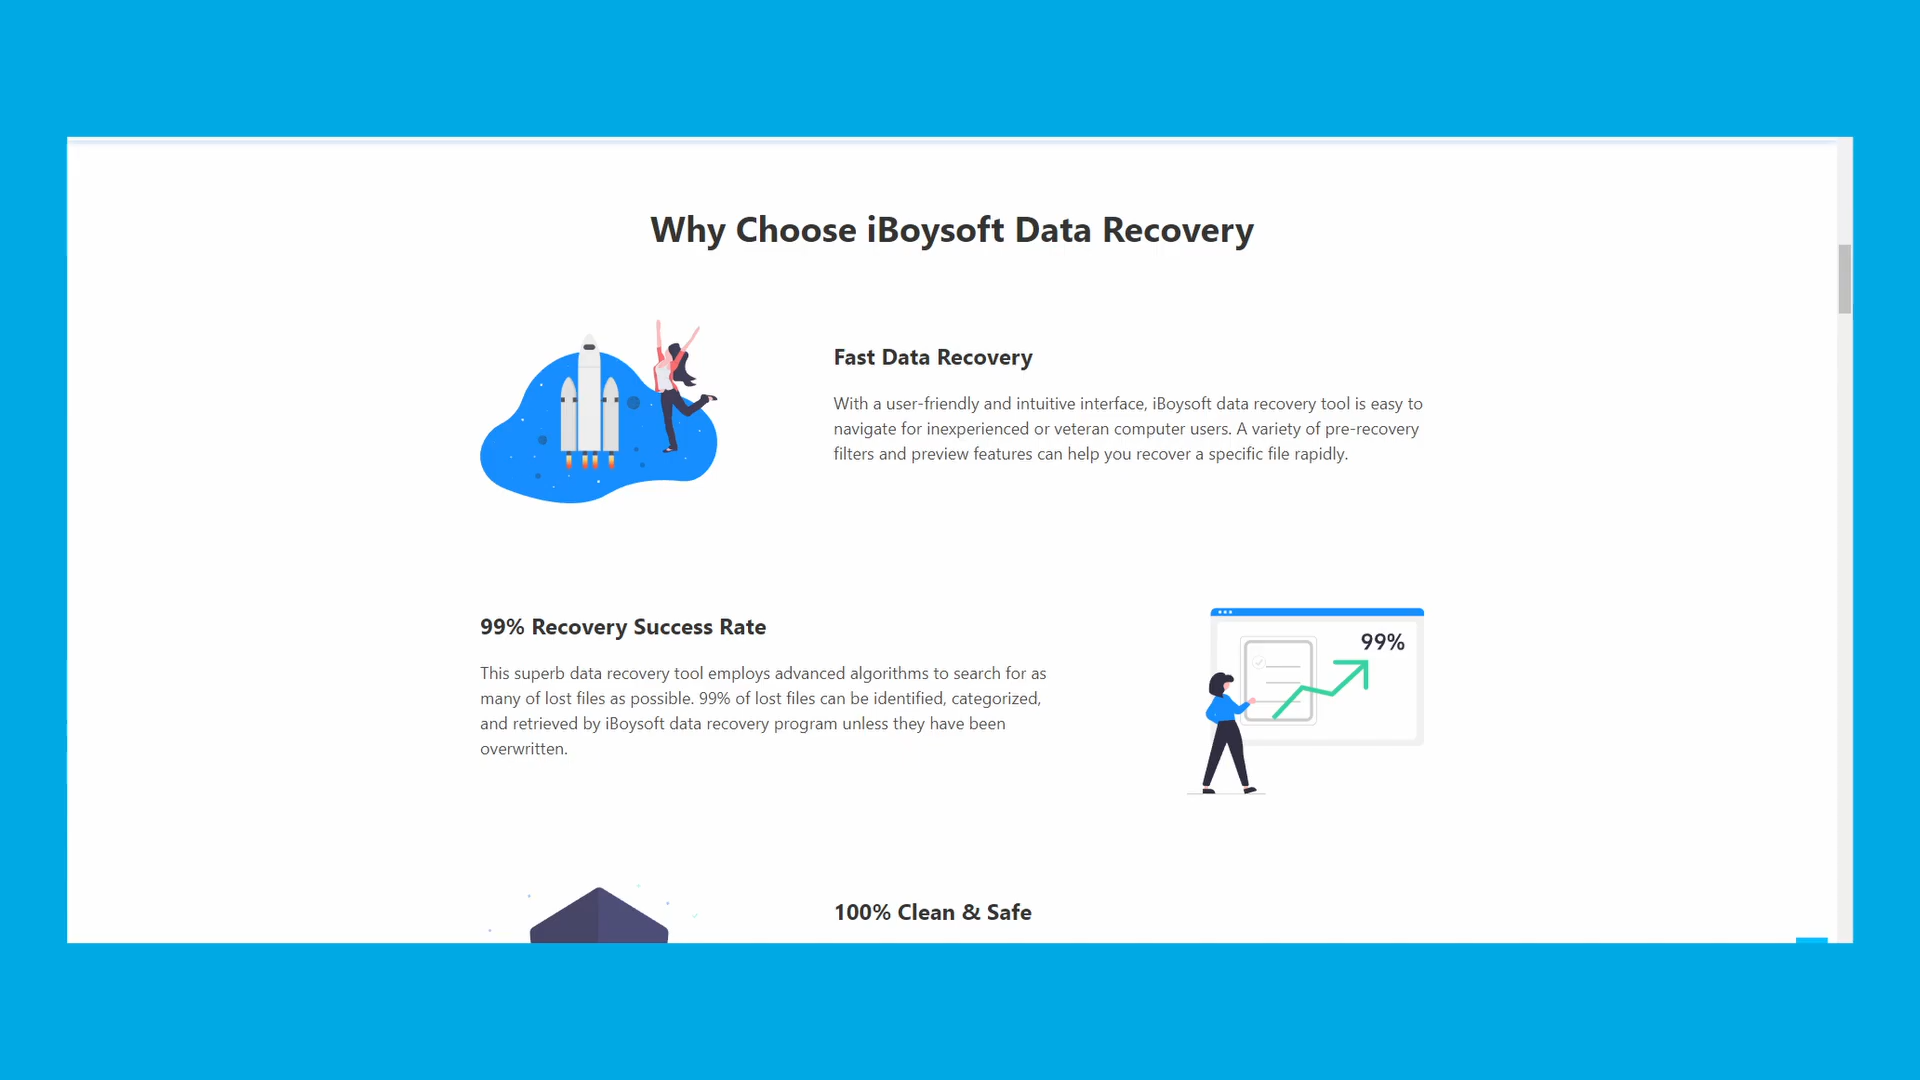 Why Choose iBoysoft Data Recovery
Fast Data Recovery
With a user-friendly and intuitive interface, iBoysoft data recovery tool is easy to
navigate for inexperienced or veteran computer users. A variety of pre-recovery
filters and preview features can help you recover a specific file rapidly.
99% Recovery Success Rate
This superb data recovery tool employs advanced algorithms to search for as
many of lost files as possible. 99% of lost files can be identified, categorized,
and retrieved by iBoysoft data recovery program unless they have been
overwritten.
99%
100% Clean & Safe